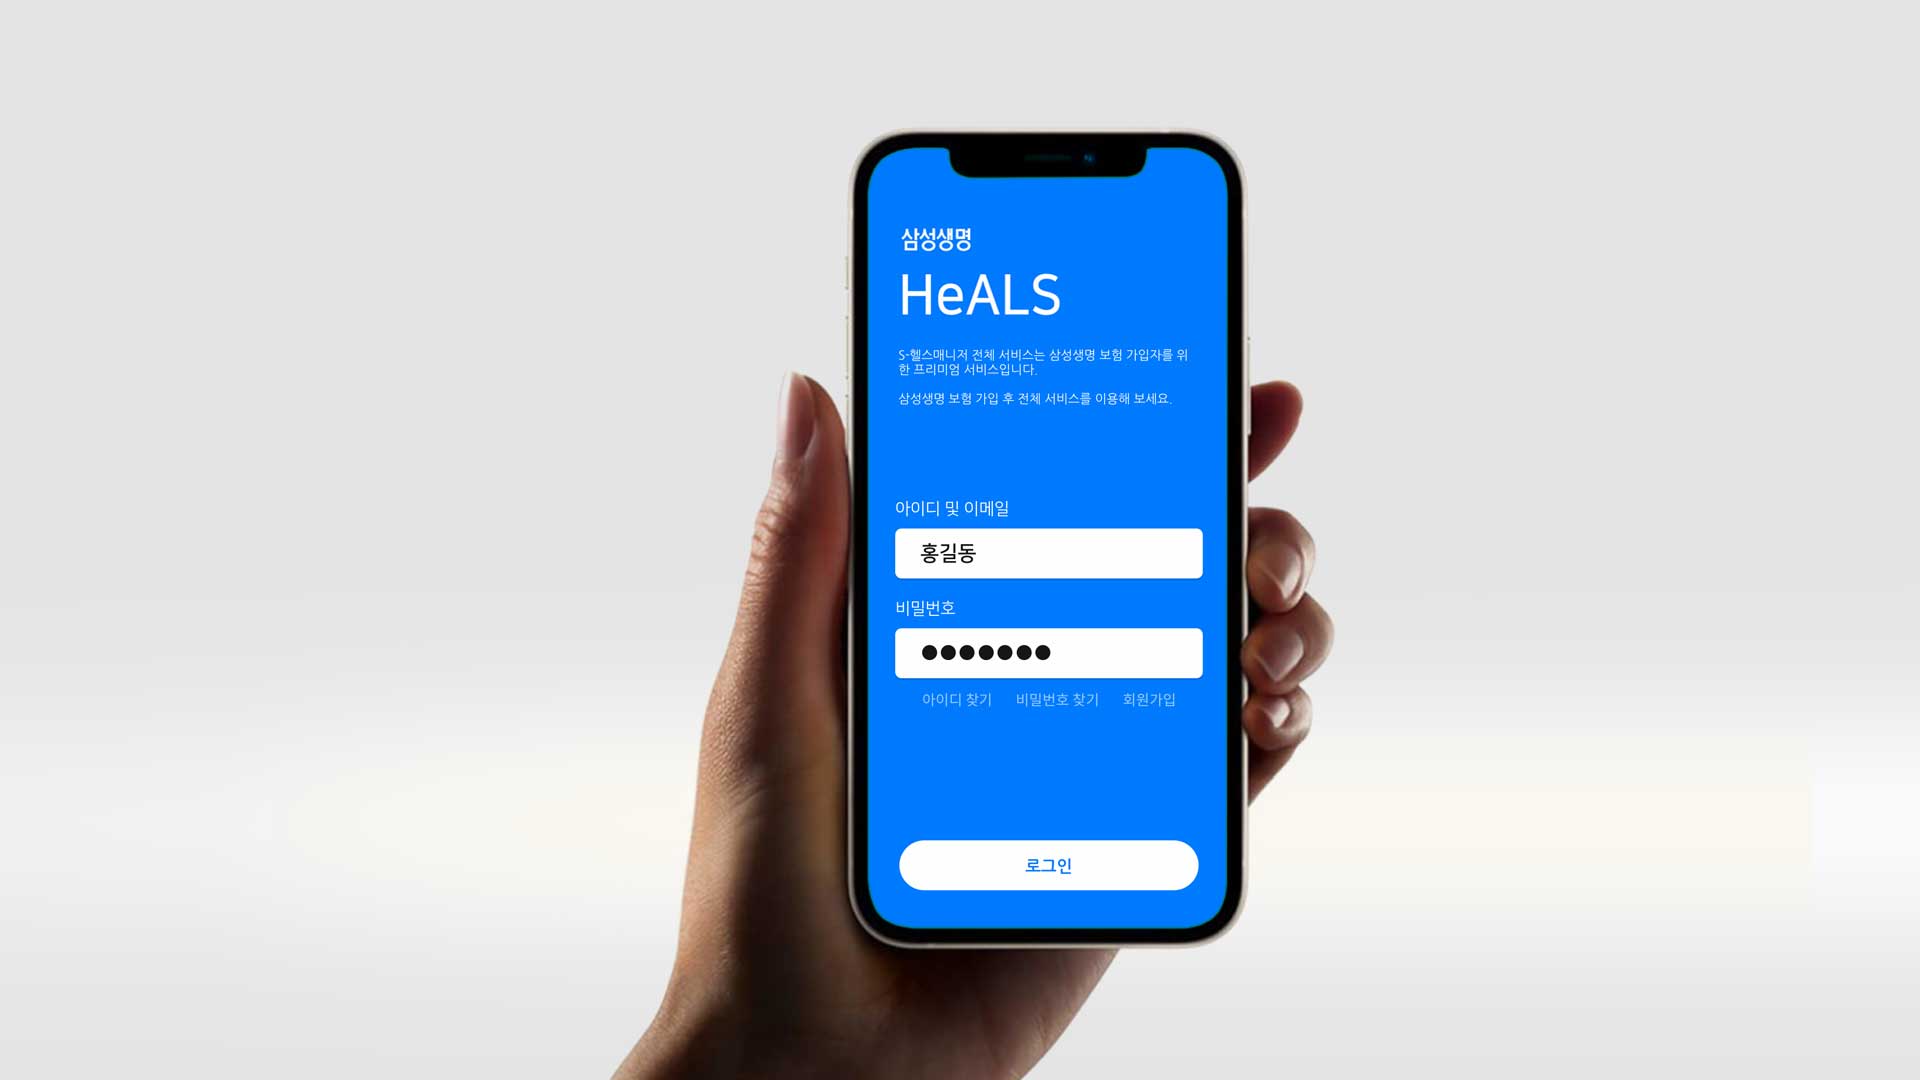 삼성생명
HeALS
S-헬스매니저 전체 서비스는 삼성생명 보험 가입자를 위
한 프리미엄 서비스입니다.
삼성생명 보험 가입 후 전체 서비스를 이용해 보세요.
아이디 및 이메일
홍길동
비밀번호
●●●●●●●
아이디 찾기 비밀번호 찾기 회원가입
로그인